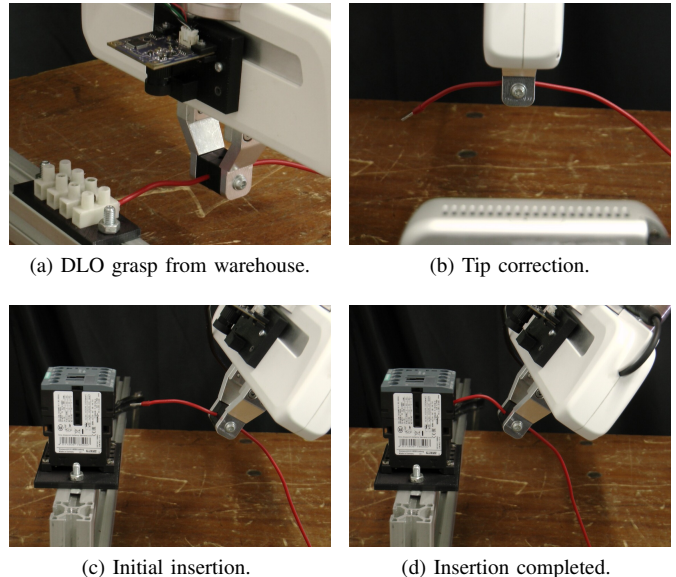 (a) DLO grasp from warehouse.
(b) Tip correction.
(c) Initial insertion.
(d) Insertion completed.